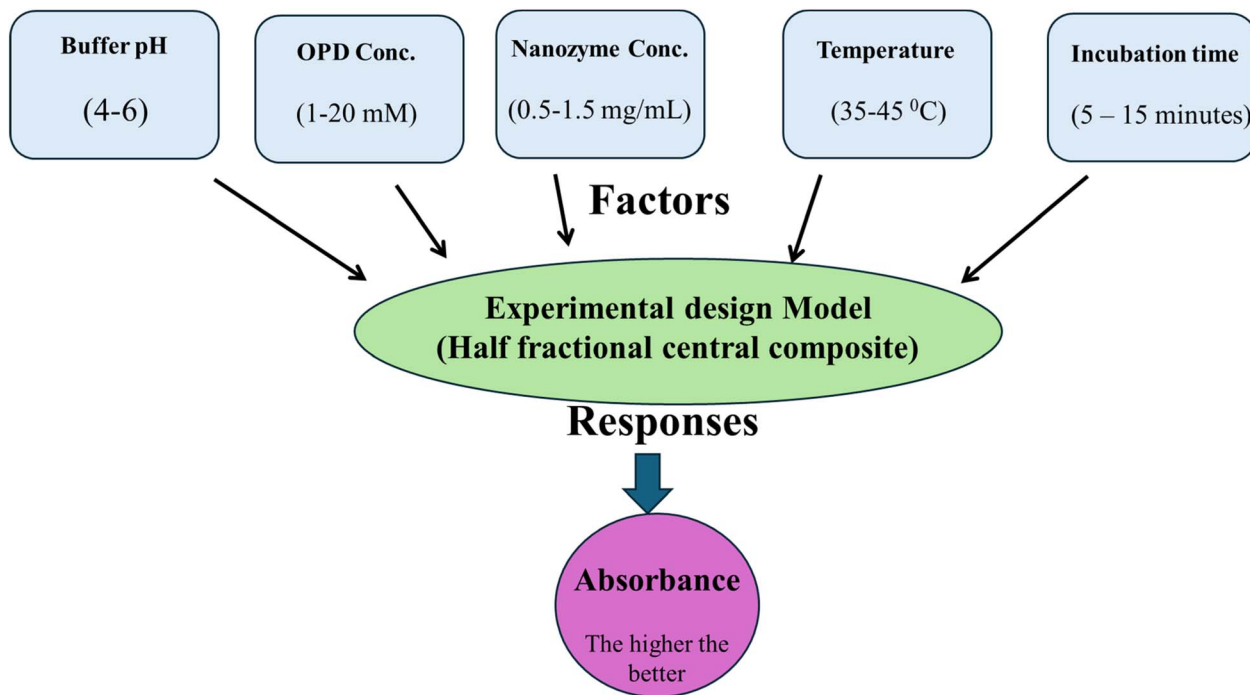 Buffer pH
(4-6)
OPD Conc.
(1-20 mM)
Nanozyme Conc.
(0.5-1.5 mg/mL)
Temperature
(35-45 ⁰C)
Incubation time
(5 – 15 minutes)
Factors
Experimental design Model
(Half fractional central composite)
Responses
Absorbance
The higher the
better